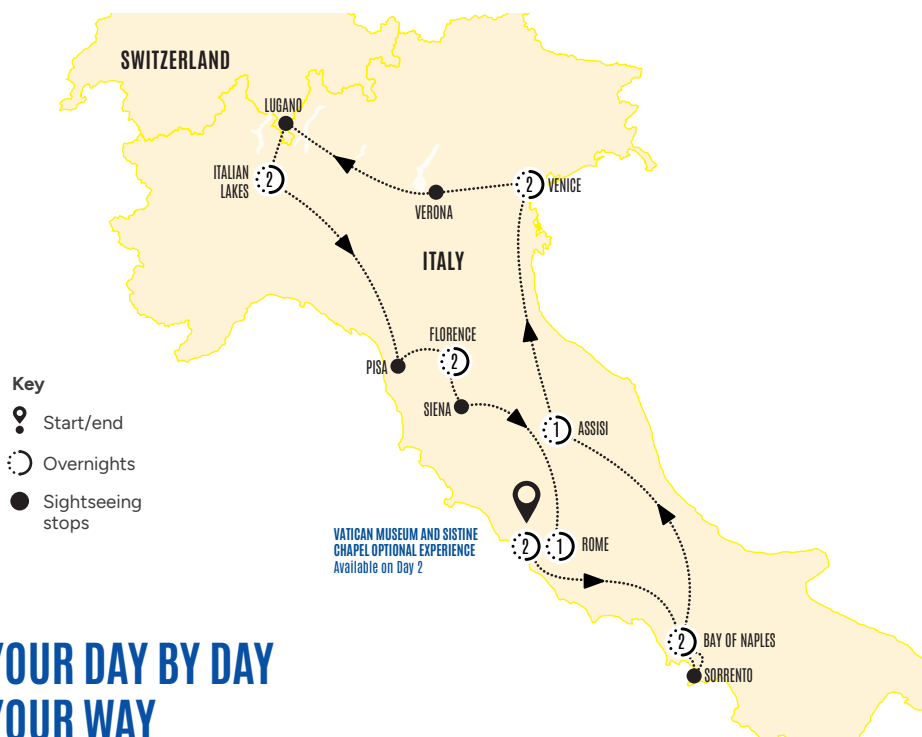 SWITZERLAND
LUGANO
ITALIAN
LAKES
2
VERONA
2
VENICE
ITALY
FLORENCE
2
PISA
SIENA
Key
Start/end
Overnights
Sightseeing
stops
1
ASSISI
VATICAN MUSEUM AND SISTINE
CHAPEL OPTIONAL EXPERIENCE
Available on Day 2
2
1
ROME
2
BAY OF NAPLES
SORRENTO
YOUR DAY BY DAY
YOUR WAY